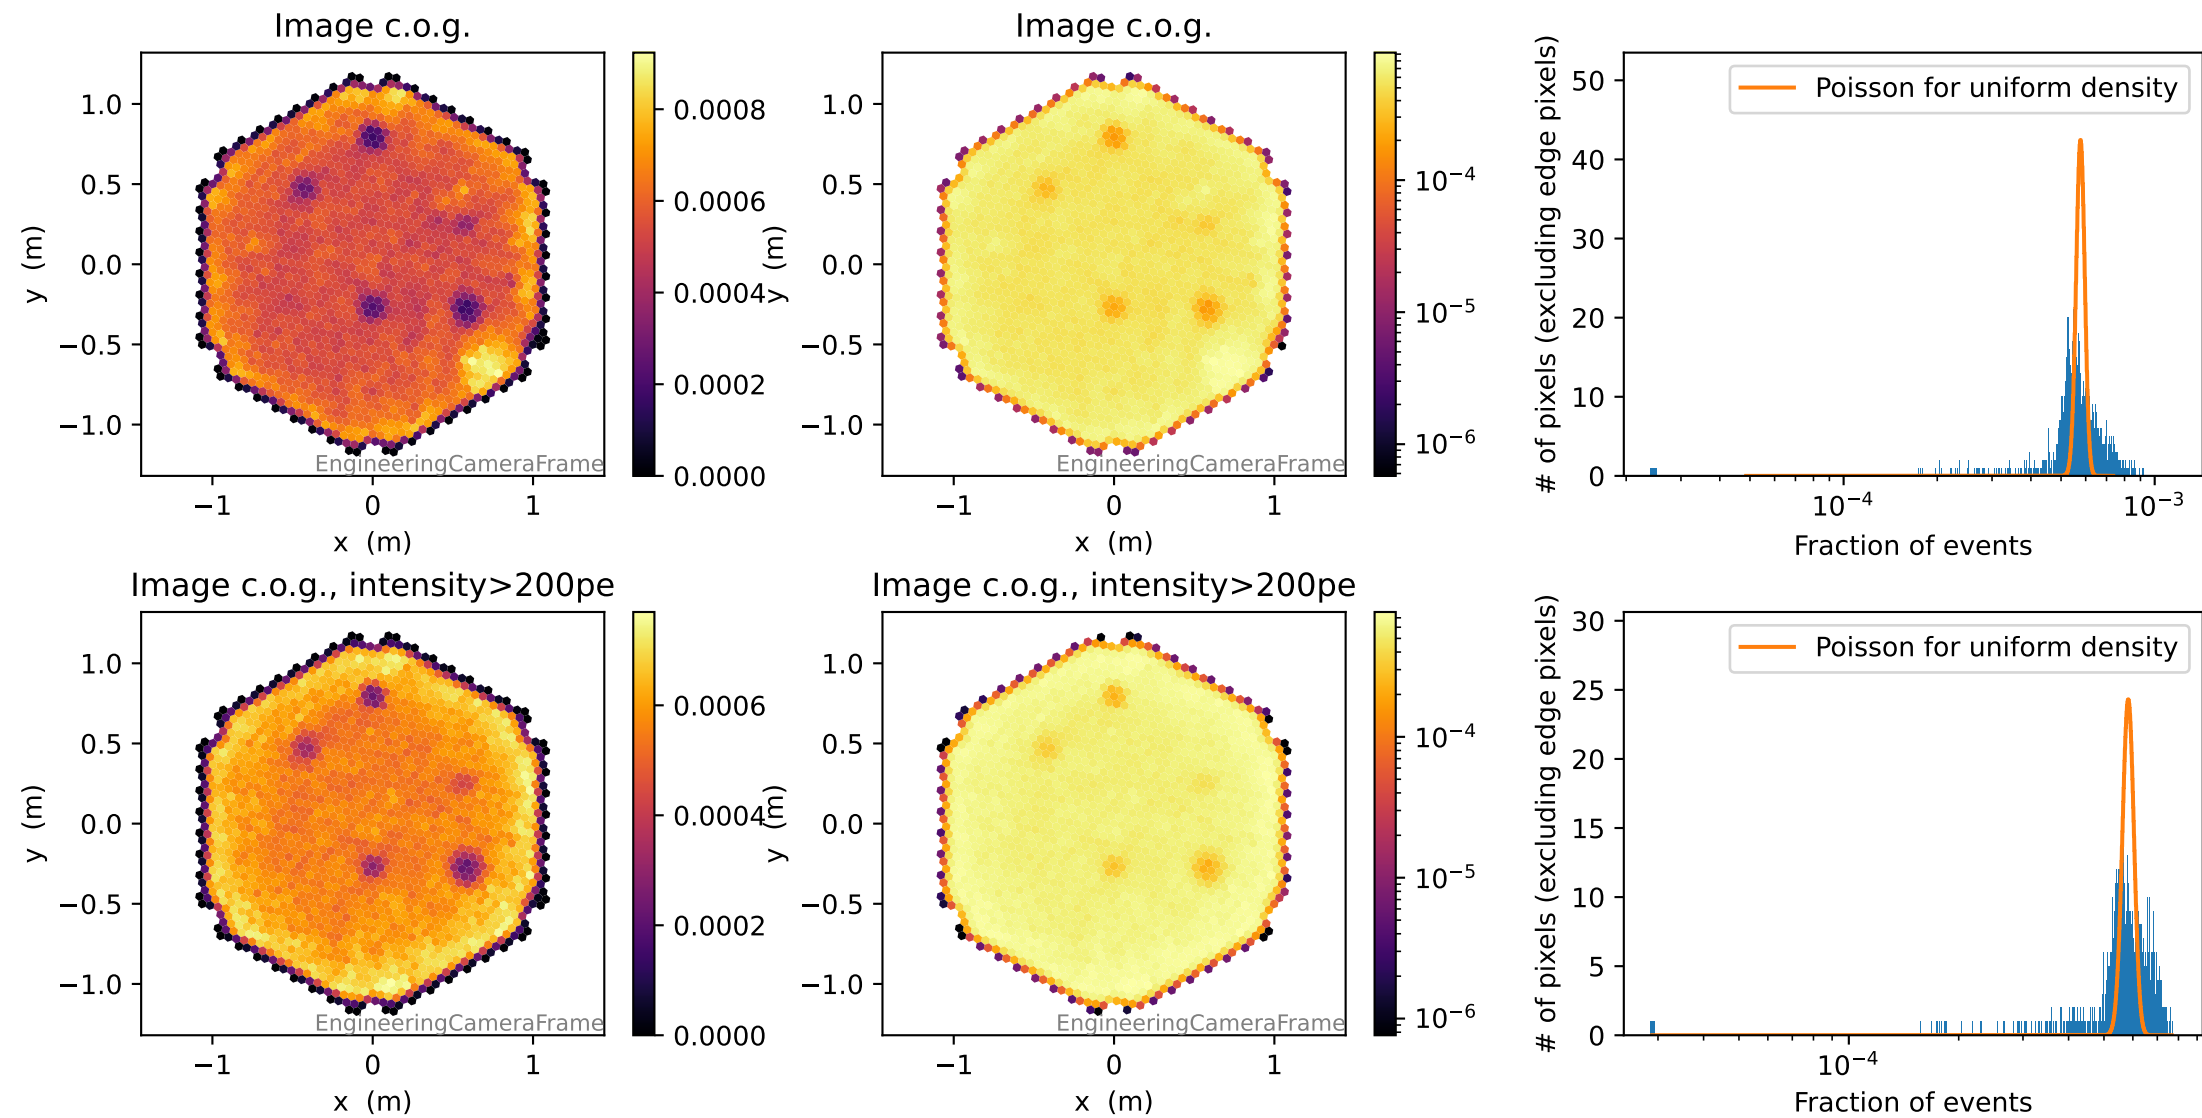 Image c.o.g.
y (m)
1.0
0.5
0.0
−0.5
−1.0
−1
0
1
x (m)
EngineeringCameraFrame
0.0008
0.0006
0.0004
0.0002
0.0000
Image c.o.g.
y (m)
1.0
0.5
0.0
−0.5
−1.0
−1
0
1
x (m)
EngineeringCameraFrame
10−4
10−5
10−6
# of pixels (excluding edge pixels)
50
40
30
20
10
0
Poisson for uniform density
10−4
10−3
Fraction of events
Image c.o.g., intensity>200pe
y (m)
1.0
0.5
0.0
−0.5
−1.0
−1
0
1
x (m)
EngineeringCameraFrame
0.0006
0.0004
0.0002
0.0000
Image c.o.g., intensity>200pe
y (m)
1.0
0.5
0.0
−0.5
−1.0
−1
0
1
x (m)
EngineeringCameraFrame
10−4
10−5
10−6
# of pixels (excluding edge pixels)
30
25
20
15
10
5
0
Poisson for uniform density
10−4
Fraction of events